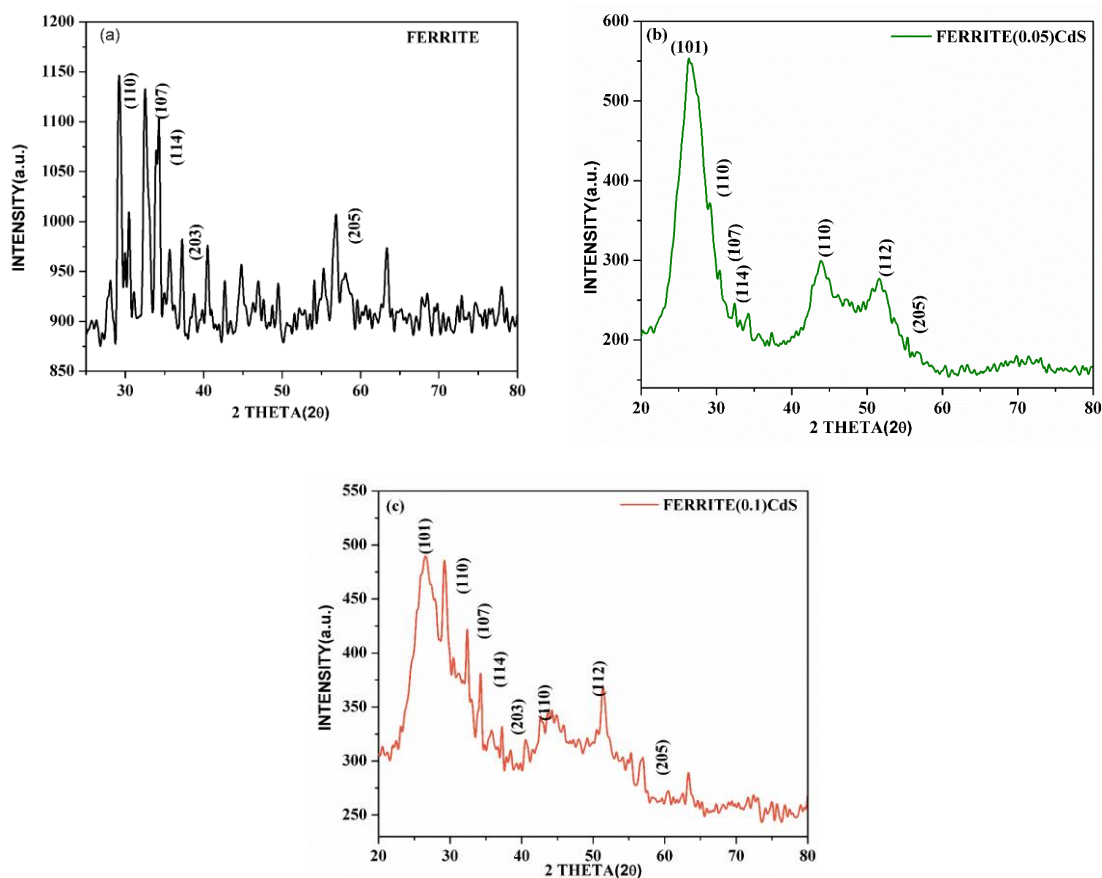 (a)
FERRITE
1200
1150
1100
1050
1000
950
900
850
INTENSITY(a.u.)
(110)
(107)
(114)
(203)
(205)
30 40 50 60 70 80
2 THETA(2θ)
(b)
FERRITE(0.05)CdS
600
500
400
300
200
INTENSITY(a.u.)
(101)
(110)
(107)
(114)
(110)
(112)
(205)
20 30 40 50 60 70 80
2 THETA(2θ)
(c)
FERRITE(0.1)CdS
550
500
450
400
350
300
250
INTENSITY(a.u.)
(101)
(110)
(107)
(114)
(203)
(110)
(112)
(205)
20 30 40 50 60 70 80
2 THETA(2θ)